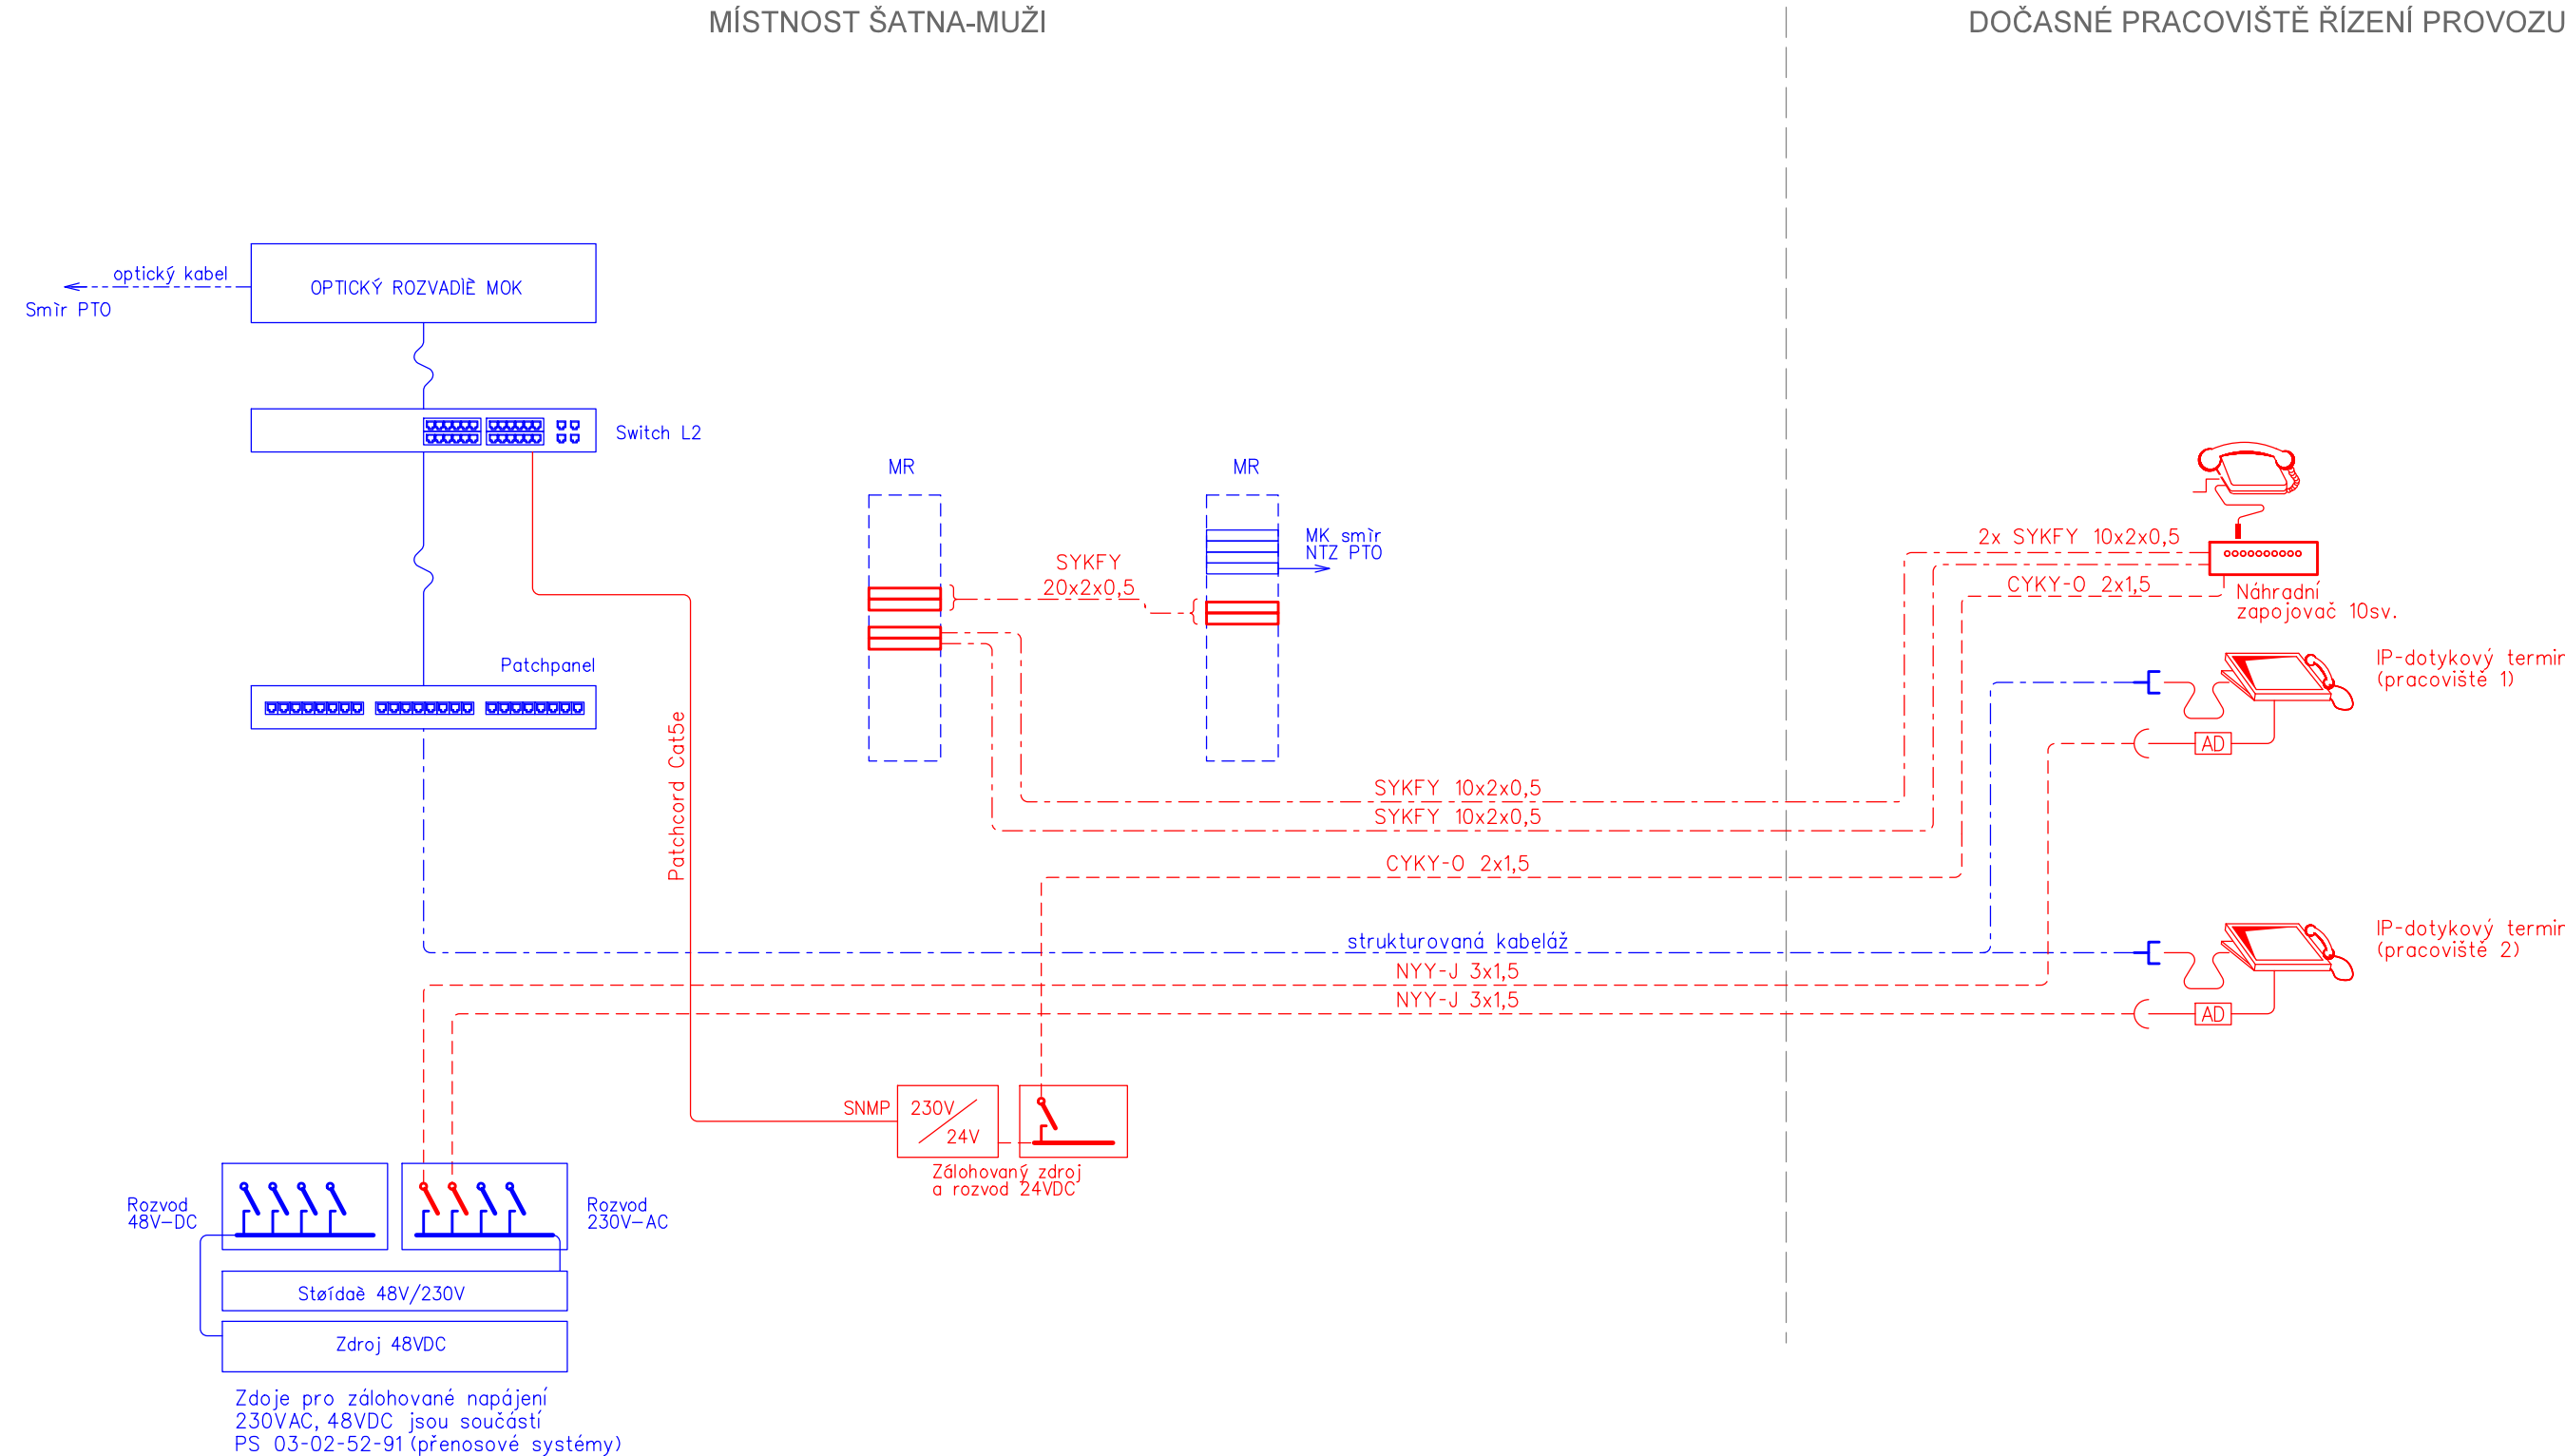 MÍSTNOST ŠATNA-MUŽI
DOČASNÉ PRACOVIŠTĚ ŘÍZENÍ PROVOZU
optický kabel
Smìr PTO
OPTICKÝ ROZVADÌÈ MOK
Switch L2
MR
MR
MK smìr
NTZ PTO
SYKFY
20x2x0,5
2x SYKFY 10x2x0,5
CYKY-O 2x1,5
Náhradní
zapojovač 10sv.
Patchpanel
IP-dotykový termin
(pracoviště 1)
AD
Patchcord Cat5e
SYKFY 10x2x0,5
SYKFY 10x2x0,5
CYKY-O 2x1,5
strukturovaná kabeláž
NYY-J 3x1,5
NYY-J 3x1,5
IP-dotykový termin
(pracoviště 2)
AD
SNMP
230V
24V
Zálohovaný zdroj
a rozvod 24VDC
Rozvod
48V-DC
Rozvod
230V-AC
Støídaè 48V/230V
Zdroj 48VDC
Zdoje pro zálohované napájení
230VAC, 48VDC jsou součástí
PS 03-02-52-91 (přenosové systémy)